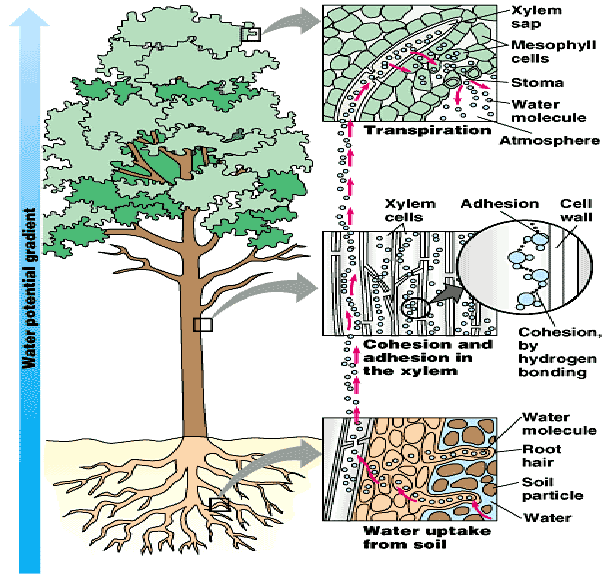 Water potential gradient
Xylem
sap
Mesophyll
cells
Stoma
Water
molecule
Atmosphere
Transpiration
Xylem
cells
Adhesion
Cell
wall
Cohesion,
by
hydrogen
bonding
Cohesion and
adhesion in
the xylem
Water
molecule
Root
hair
Soil
particle
Water
Water uptake
from soil